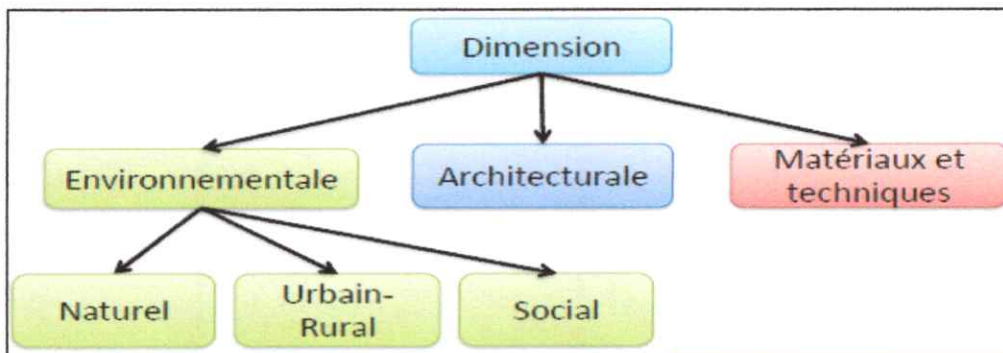 Dimension
Environnementale
Architecturale
Matériaux et
techniques
Naturel
Urbain-
Rural
Social